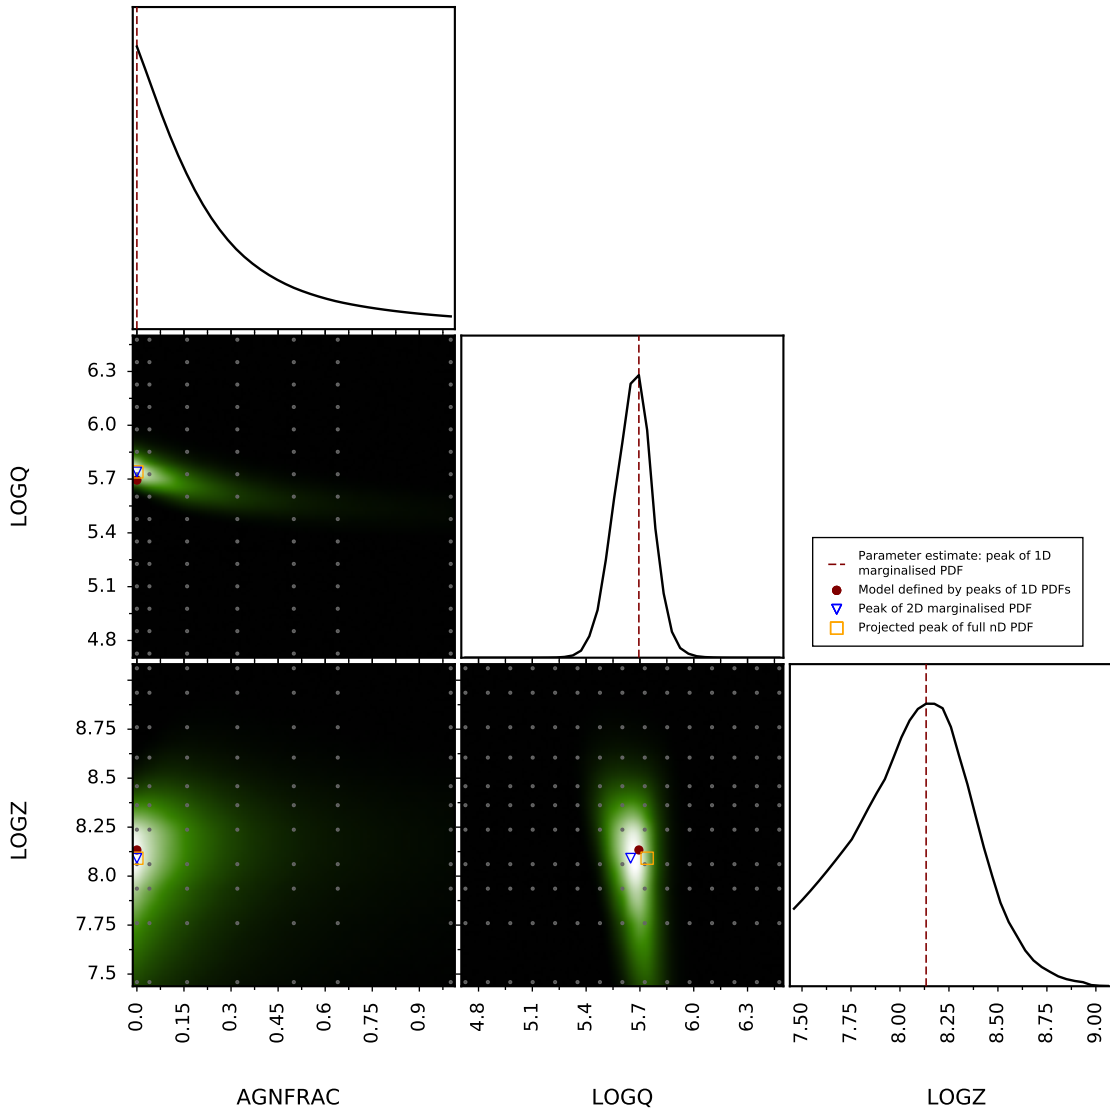 6.3
6.0
5.7
5.4
5.1
4.8
LOGQ
Parameter estimate: peak of 1D
marginalised PDF
Model defined by peaks of 1D PDFs
Peak of 2D marginalised PDF
Projected peak of full nD PDF
8.75
8.5
8.25
8.0
7.75
7.5
LOGZ
0.0 0.15 0.3 0.45 0.6 0.75 0.9
4.8 5.1 5.4 5.7 6.0 6.3
7.50 7.75 8.00 8.25 8.50 8.75 9.00
AGNFRAC LOGQ LOGZ